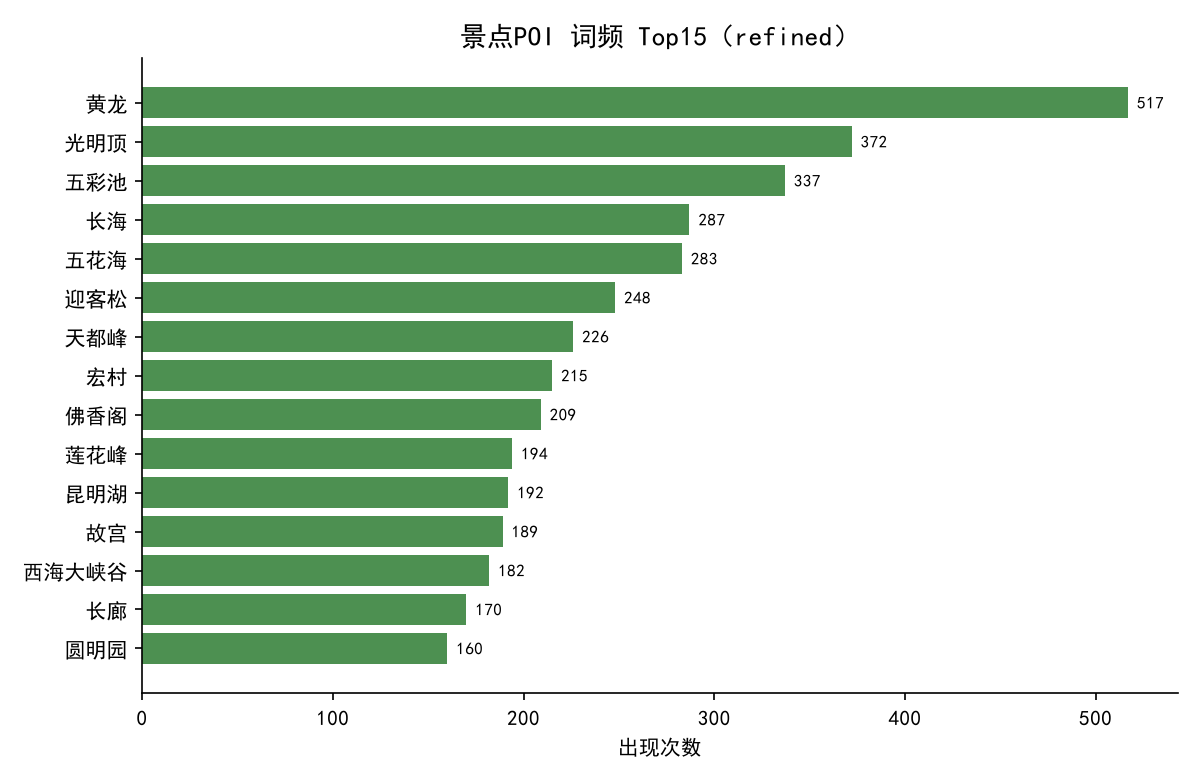 景点POI 词频 Top15（refined）
黄龙 517
光明顶 372
五彩池 337
长海 287
五花海 283
迎客松 248
天都峰 226
宏村 215
佛香阁 209
莲花峰 194
昆明湖 192
故宫 189
西海大峡谷 182
长廊 170
圆明园 160
0 100 200 300 400 500
出现次数